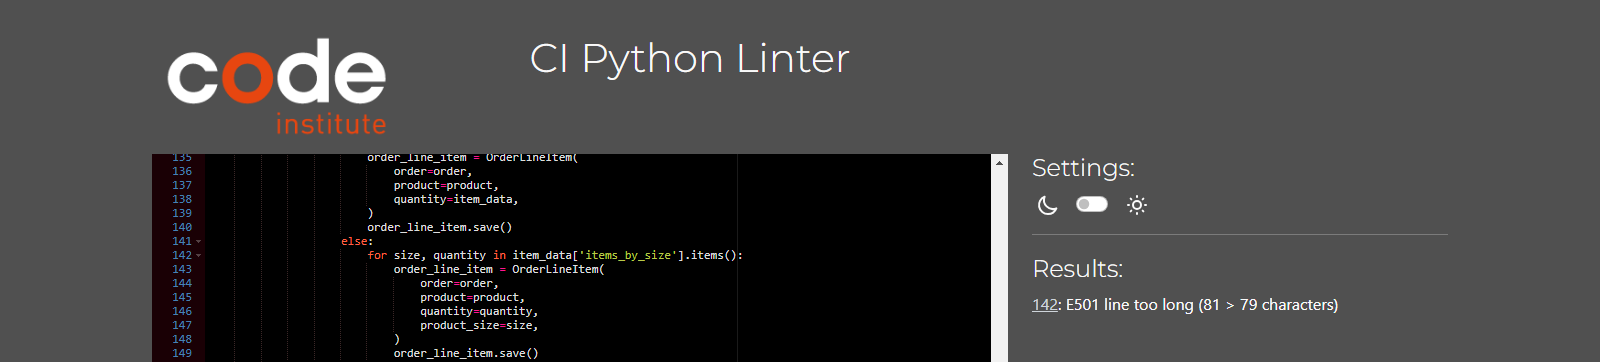 code
institute
CI Python Linter
135 order_line_item = OrderLineItem(
136 order=order,
137 product=product,
138 quantity=item_data,
139 )
140 order_line_item.save()
141 else:
142 for size, quantity in item_data['items_by_size'].items():
143 order_line_item = OrderLineItem(
144 order=order,
145 product=product,
146 quantity=quantity,
147 product_size=size,
148 )
149 order_line_item.save()
Settings:
Results:
142: E501 line too long (81 > 79 characters)